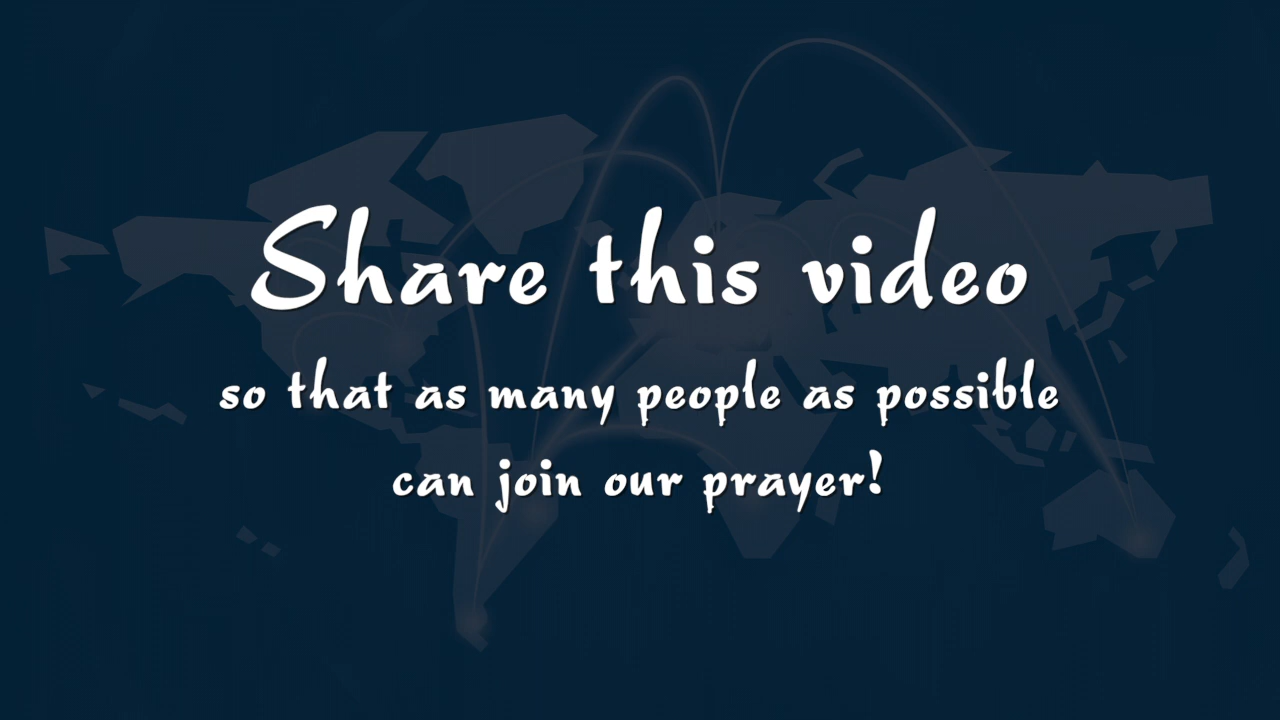 Share this video
so that as many people as possible
can join our prayer!